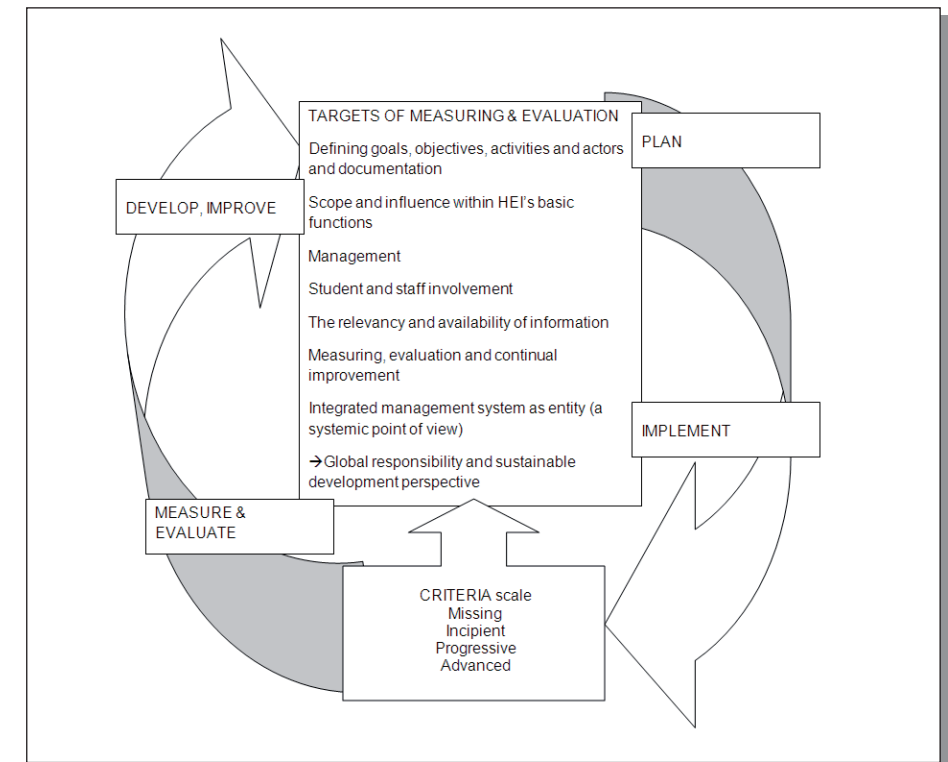 TARGETS OF MEASURING & EVALUATION
Defining goals, objectives, activities and actors
and documentation
Scope and influence within HEI's basic
functions
Management
Student and staff involvement
The relevancy and availability of information
Measuring, evaluation and continual
improvement
Integrated management system as entity (a
systemic point of view)
→Global responsibility and sustainable
development perspective
PLAN
IMPLEMENT
MEASURE &
EVALUATE
DEVELOP, IMPROVE
CRITERIA scale
Missing
Incipient
Progressive
Advanced